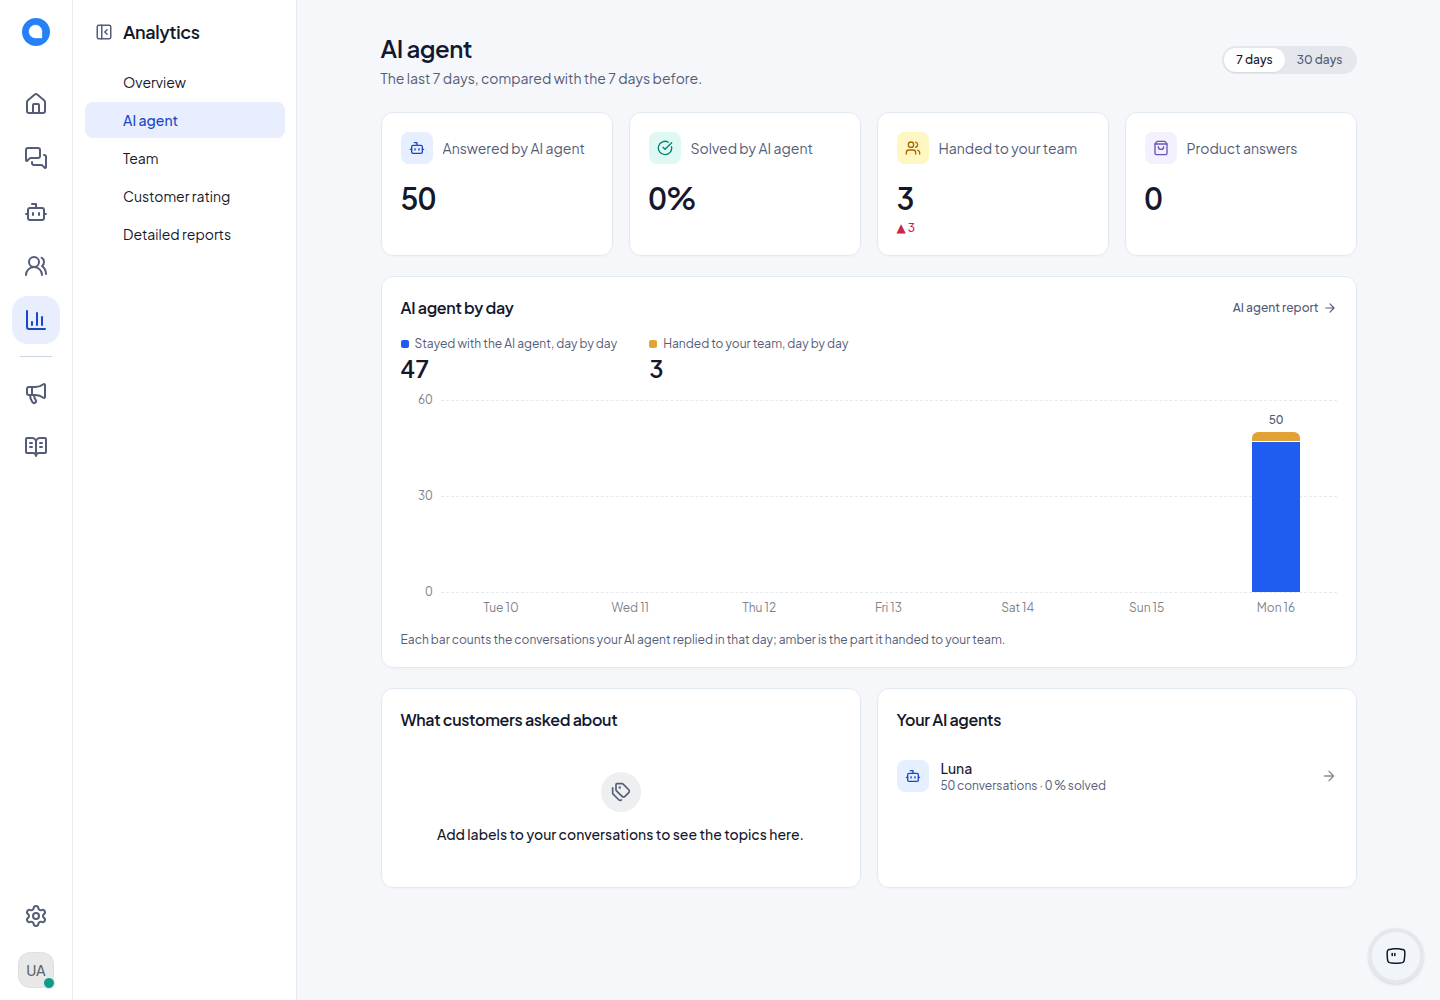 Analytics
Overview
AI agent
Team
Customer rating
Detailed reports
UA
AI agent
The last 7 days, compared with the 7 days before.
7 days
30 days
Answered by AI agent
50
Solved by AI agent
0%
Handed to your team
3
▲3
Product answers
0
AI agent by day
AI agent report →
Stayed with the AI agent, day by day
47
Handed to your team, day by day
3
60
30
0
50
Tue 10
Wed 11
Thu 12
Fri 13
Sat 14
Sun 15
Mon 16
Each bar counts the conversations your AI agent replied in that day; amber is the part it handed to your team.
What customers asked about
Add labels to your conversations to see the topics here.
Your AI agents
Luna
50 conversations · 0 % solved